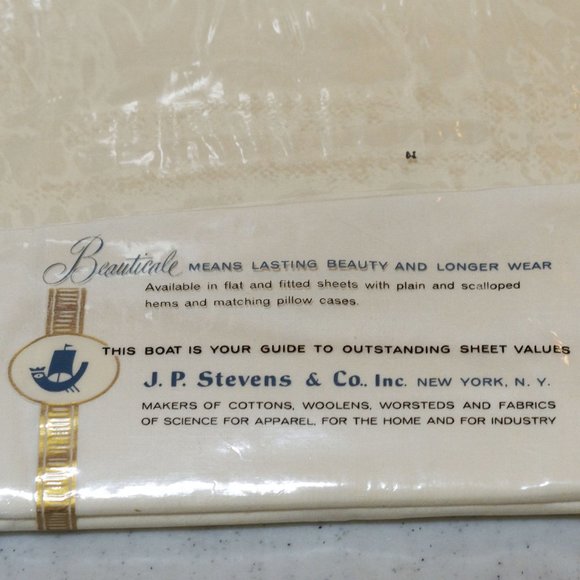 Beauticale MEANS LASTING BEAUTY AND LONGER WEAR
Available in flat and fitted sheets with plain and scalloped
hems and matching pillow cases.
THIS BOAT IS YOUR GUIDE TO OUTSTANDING SHEET VALUES
J. P. Stevens & Co., Inc. NEW YORK, N. Y.
MAKERS OF COTTONS, WOOLENS, WORSTEDS AND FABRICS
OF SCIENCE FOR APPAREL, FOR THE HOME AND FOR INDUSTRY